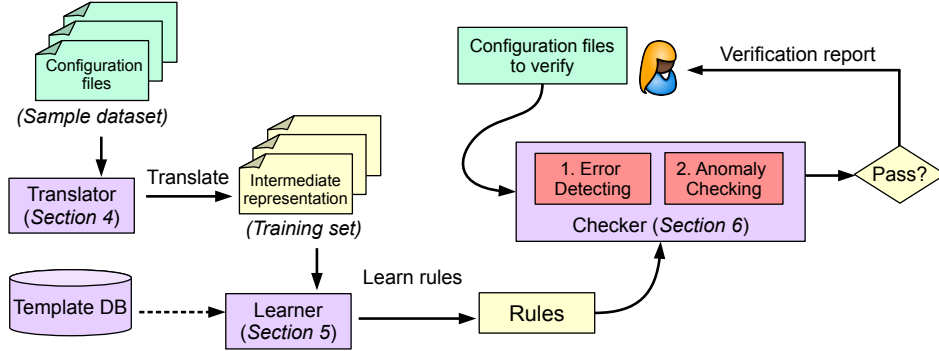 Configuration
files
(Sample dataset)
Translator
(Section 4)
Translate
Intermediate
representation
(Training set)
Template DB
Learner
(Section 5)
Learn rules
Rules
Configuration files
to verify
Verification report
1. Error
Detecting
2. Anomaly
Checking
Checker (Section 6)
Pass?